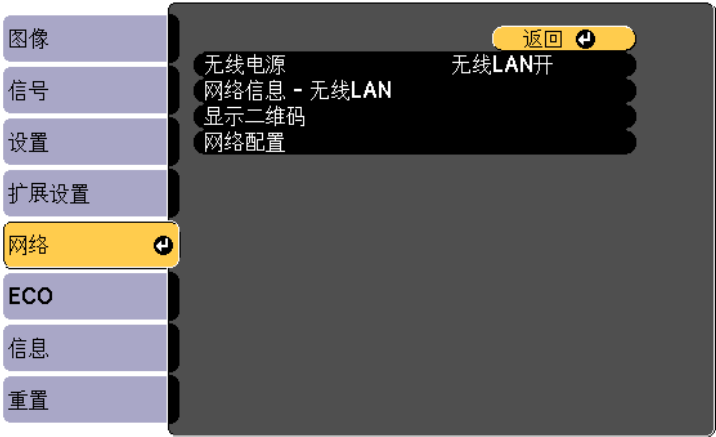 图像
信号
设置
扩展设置
网络
ECO
信息
重置
返回
无线电源 无线LAN开
网络信息 - 无线LAN
显示二维码
网络配置